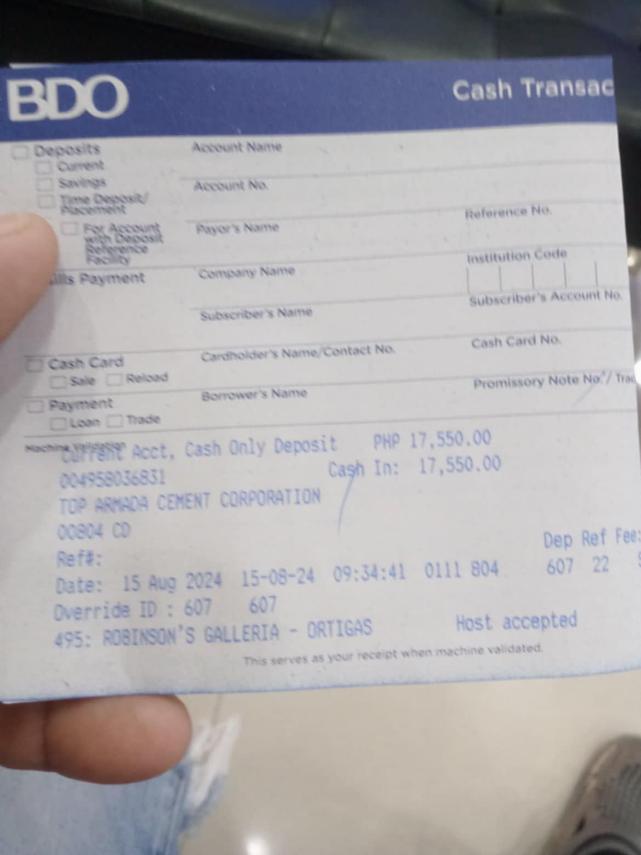 BDO
Cash Transac
Deposits
Current
Savings
Time Deposit/
Placement
For Account
with Deposit
Reference
Facility
ills Payment
Cash Card
Sale Reload
Payment
Loan Trade
Account Name
Account No.
Payor's Name
Reference No.
Company Name
Institution Code
Subscriber's Name
Subscriber's Account No.
Cardholder's Name/Contact No.
Cash Card No.
Borrower's Name
Promissory Note No./ Trad
Machine Validation
Current Acct, Cash Only Deposit PHP 17,550.00
004958036831 Cash In: 17,550.00
TOP ARMADA CEMENT CORPORATION
00804 CD
Ref#: Dep Ref Fee:
Date: 15 Aug 2024 15-08-24 09:34:41 0111 804 607 22
Override ID : 607 607
495: ROBINSON'S GALLERIA - ORTIGAS Host accepted
This serves as your receipt when machine validated.